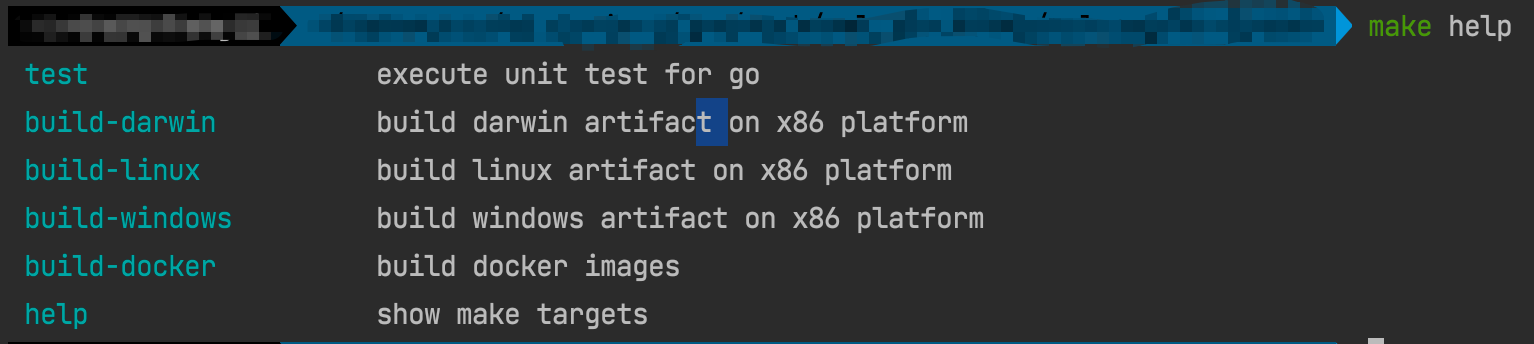 make help
test execute unit test for go
build-darwin build darwin artifact on x86 platform
build-linux build linux artifact on x86 platform
build-windows build windows artifact on x86 platform
build-docker build docker images
help show make targets